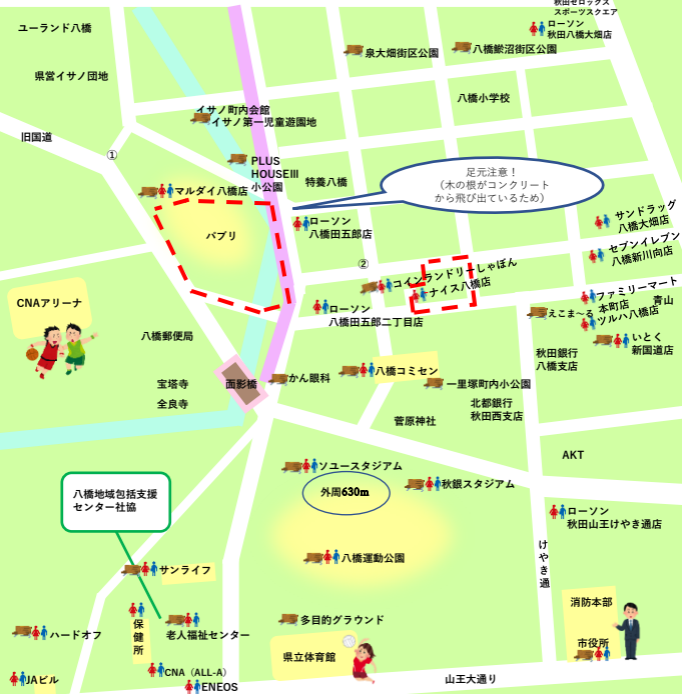 秋田ゼロックス
スポーツスクエア
ユーランド八橋
ローソン
秋田八橋大畑店
泉大畑街区公園
八橋鯲沼街区公園
県営イサノ団地
八橋小学校
イサノ町内会館
イサノ第一児童遊園地
旧国道
①
PLUS
HOUSEⅢ
小公園
特養八橋
足元注意！
（木の根がコンクリート
から飛び出ているため）
マルダイ八橋店
パブリ
ローソン
八橋田五郎店
サンドラッグ
八橋大畑店
セブンイレブン
八橋新川向店
②
コインランドリーしゃぼん
ナイス八橋店
CNAアリーナ
ファミリーマート
本町店
青山
ツルハ八橋店
ローソン
八橋田五郎二丁目店
えこま～る
いとく
新国道店
八橋郵便局
秋田銀行
八橋支店
宝塔寺
全良寺
面影橋
かん眼科
八橋コミセン
一里塚町内小公園
北都銀行
秋田西支店
菅原神社
AKT
ソユースタジアム
外周630m
秋銀スタジアム
八橋地域包括支援
センター社協
ローソン
秋田山王けやき通店
けやき通
八橋運動公園
サンライフ
消防本部
保健所
老人福祉センター
多目的グラウンド
ハードオフ
県立体育館
市役所
CNA（ALL-A）
JAビル
ENEOS
山王大通り